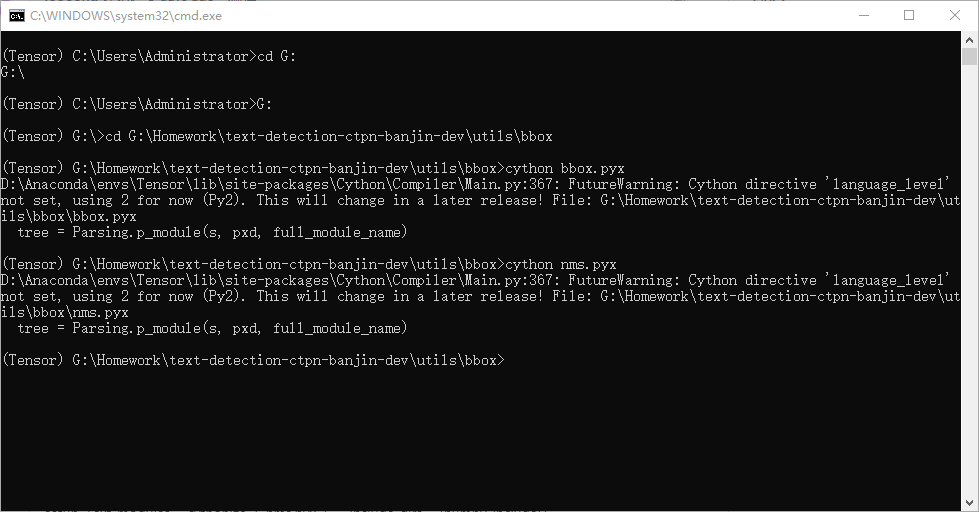 C:\WINDOWS\system32\cmd.exe
(Tensor) C:\Users\Administrator>cd G:
G:\
(Tensor) C:\Users\Administrator>G:
(Tensor) G:\>cd G:\Homework\text-detection-ctpn-banjin-dev\utils\bbox
(Tensor) G:\Homework\text-detection-ctpn-banjin-dev\utils\bbox>cython bbox.pyx
D:\Anaconda\envs\Tensor\lib\site-packages\Cython\Compiler\Main.py:367: FutureWarning: Cython directive 'language_level'
not set, using 2 for now (Py2). This will change in a later release! File: G:\Homework\text-detection-ctpn-banjin-dev\ut
ils\bbox\bbox.pyx
  tree = Parsing.p_module(s, pxd, full_module_name)
(Tensor) G:\Homework\text-detection-ctpn-banjin-dev\utils\bbox>cython nms.pyx
D:\Anaconda\envs\Tensor\lib\site-packages\Cython\Compiler\Main.py:367: FutureWarning: Cython directive 'language_level'
not set, using 2 for now (Py2). This will change in a later release! File: G:\Homework\text-detection-ctpn-banjin-dev\ut
ils\bbox\nms.pyx
  tree = Parsing.p_module(s, pxd, full_module_name)
(Tensor) G:\Homework\text-detection-ctpn-banjin-dev\utils\bbox>